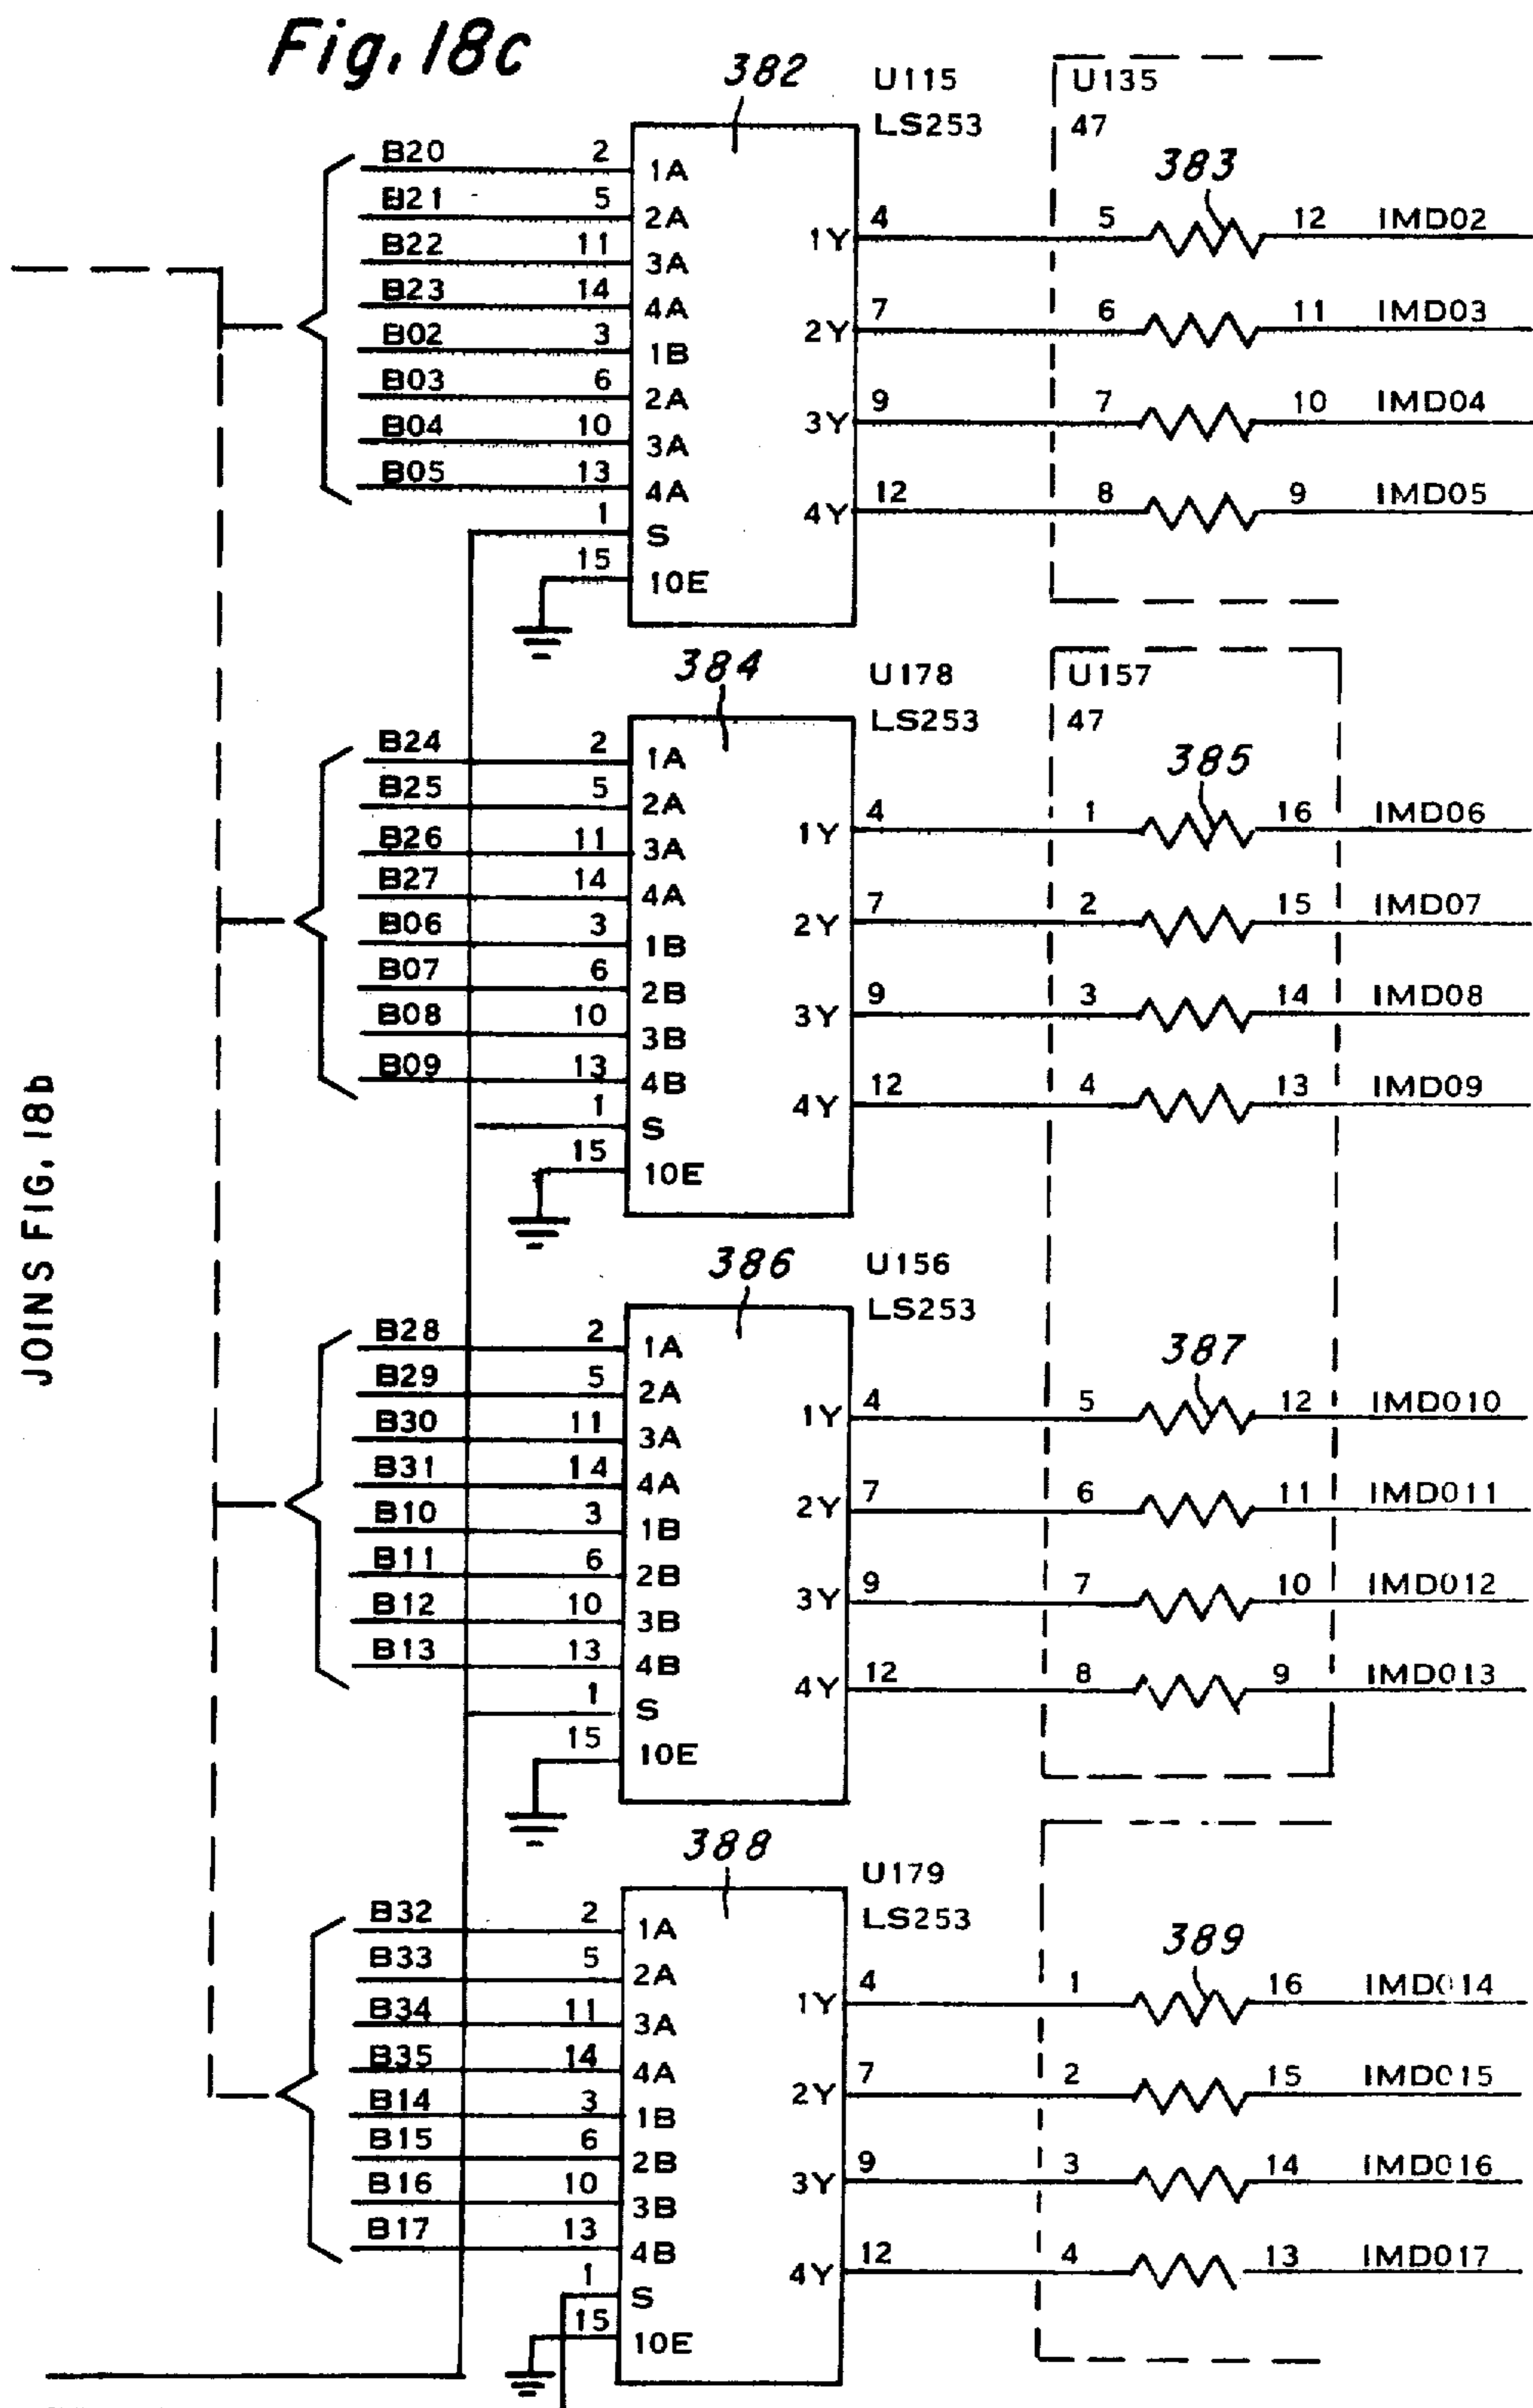 Fig. 18c
382
U115
LS253
U135
47
383
B20 2 1A
B21 5 2A
B22 11 3A
B23 14 4A
B02 3 1B
B03 6 2A
B04 10 3A
B05 13 4A
1 S
15 10E
1Y 4 5 12 IMD02
2Y 7 6 11 IMD03
3Y 9 7 10 IMD04
4Y 12 8 9 IMD05
384
U178
LS253
U157
47
385
B24 2 1A
B25 5 2A
B26 11 3A
B27 14 4A
B06 3 1B
B07 6 2B
B08 10 3B
B09 13 4B
1 S
15 10E
1Y 4 1 16 IMD06
2Y 7 2 15 IMD07
3Y 9 3 14 IMD08
4Y 12 4 13 IMD09
JOINS FIG. 18b
386
U156
LS253
387
B28 2 1A
B29 5 2A
B30 11 3A
B31 14 4A
B10 3 1B
B11 6 2B
B12 10 3B
B13 13 4B
1 S
15 10E
1Y 4 5 12 IMD010
2Y 7 6 11 IMD011
3Y 9 7 10 IMD012
4Y 12 8 9 IMD013
388
U179
LS253
389
B32 2 1A
B33 5 2A
B34 11 3A
B35 14 4A
B14 3 1B
B15 6 2B
B16 10 3B
B17 13 4B
1 S
15 10E
1Y 4 1 16 IMD014
2Y 7 2 15 IMD015
3Y 9 3 14 IMD016
4Y 12 4 13 IMD017